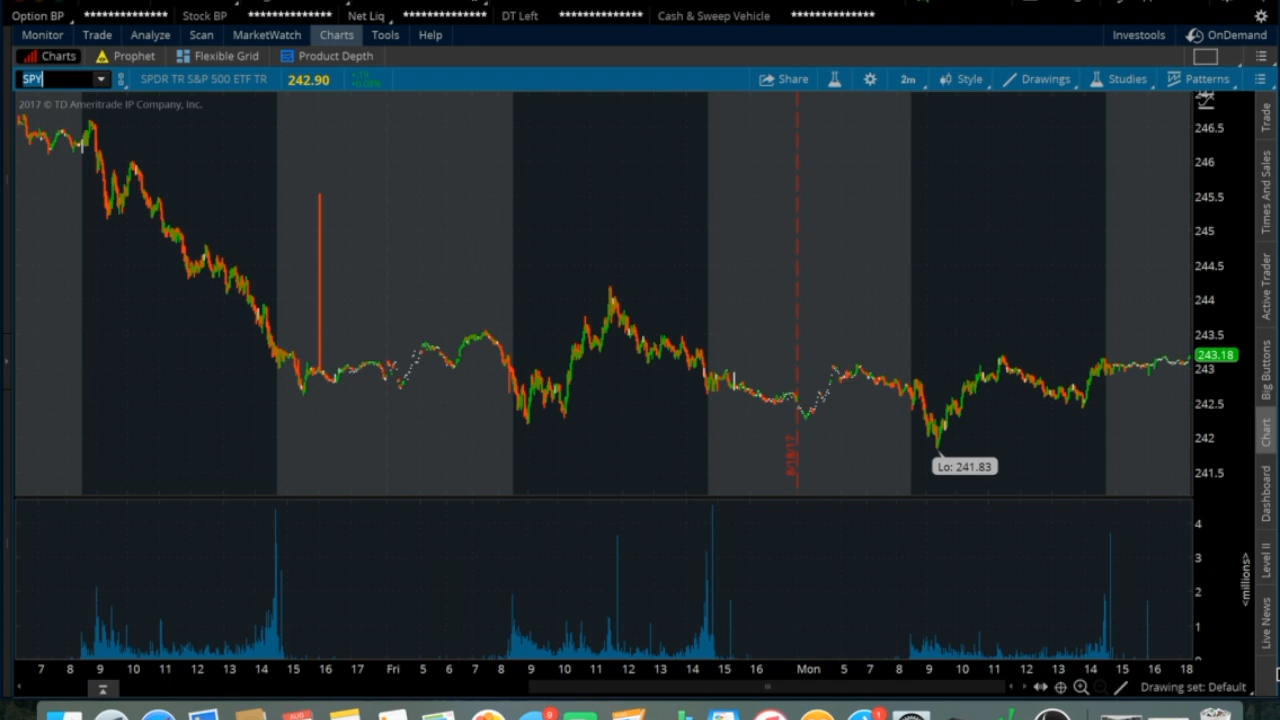 Option BP ***************** Stock BP ***************** Net Liq ***************** DT Left ***************** Cash & Sweep Vehicle *****************
Monitor Trade Analyze Scan MarketWatch Charts Tools Help Investools OnDemand
Charts Prophet Flexible Grid Product Depth
SPY SPDR TR S&P 500 ETF TR 242.90 Share 2m Style Drawings Studies Patterns
2017 © TD Ameritrade IP Company, Inc.
246.5
246
245.5
245
244.5
244
243.5
243.18
243
242.5
242
241.5
8/18/17
Lo: 241.83
4
3
2
1
<millions>
7 8 9 10 11 12 13 14 15 16 17 Fri 5 6 7 8 9 10 11 12 13 14 15 16 Mon 5 7 8 9 10 11 12 13 14 15 16 18
Drawing set: Default
Trade
Times And Sales
Active Trader
Big Buttons
Chart
Dashboard
Level II
Live News
AUG 9 1